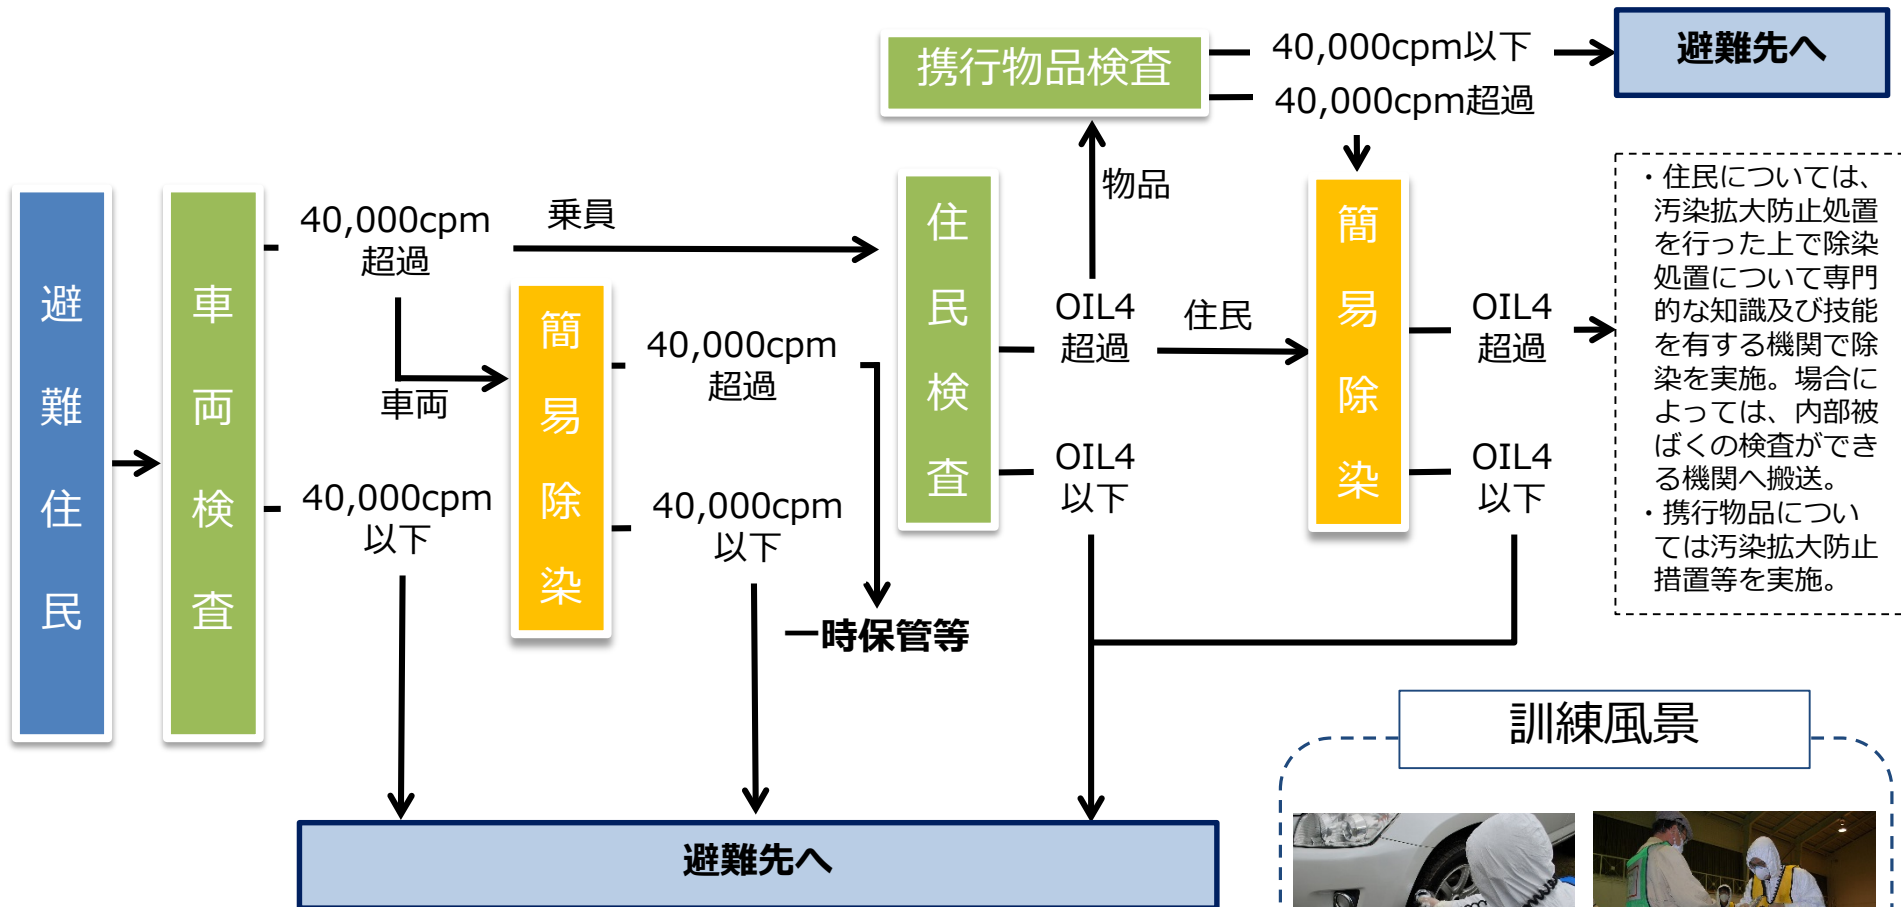 携行物品検査
40,000cpm以下
40,000cpm超過
避難先へ
避難住民
車両検査
40,000cpm
超過
乗員
車両
40,000cpm
以下
簡易除染
40,000cpm
超過
40,000cpm
以下
一時保管等
住民検査
物品
OIL4
超過
住民
OIL4
以下
簡易除染
OIL4
超過
OIL4
以下
・住民については、
汚染拡大防止処置
を行った上で除染
処置について専門
的な知識及び技能
を有する機関で除
染を実施。場合に
よっては、内部被
ばくの検査ができ
る機関へ搬送。
・携行物品につい
ては汚染拡大防止
措置等を実施。
避難先へ
訓練風景